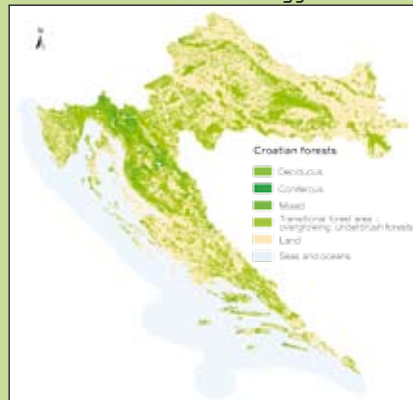 Croatian forests
Deciduous
Coniferous
Mixed
Transitional forest area -
overgrowing, underbrush forests
Land
Seas and oceans